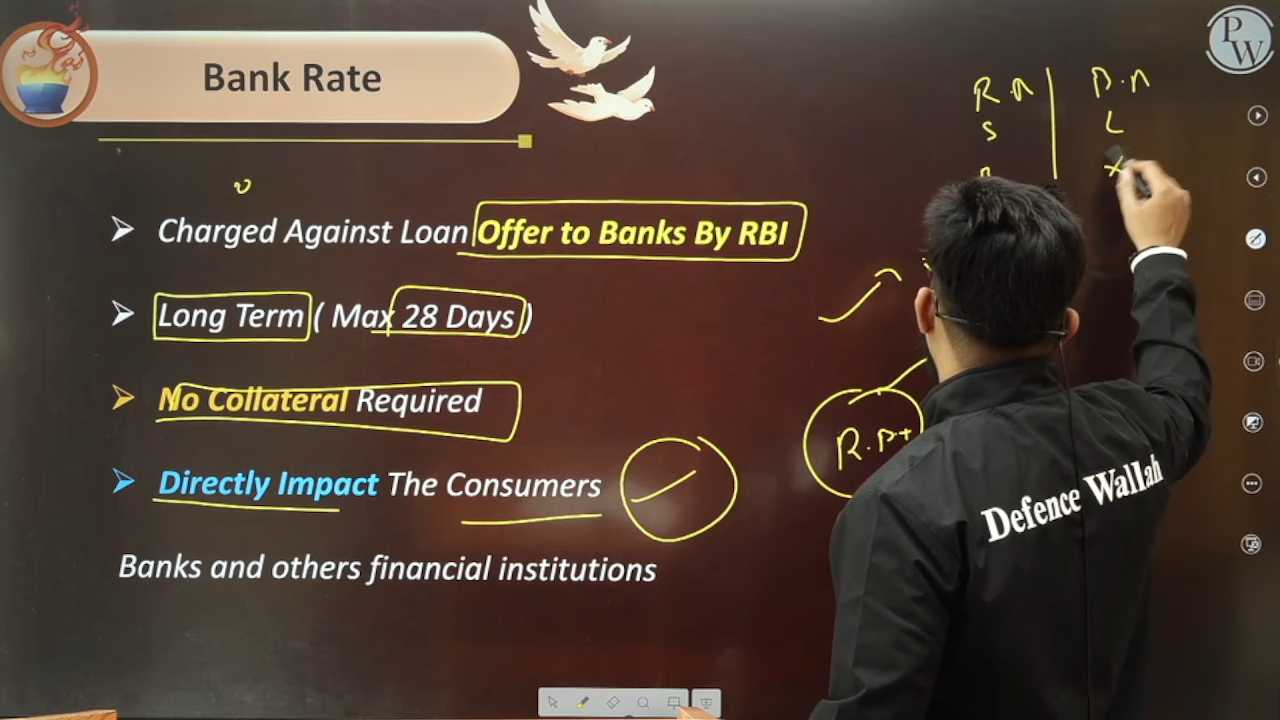 Bank Rate
PW
R.R
B.R
S
L
Charged Against Loan Offer to Banks By RBI
Long Term ( Max 28 Days )
No Collateral Required
Directly Impact The Consumers
Banks and others financial institutions
Defence Wallah